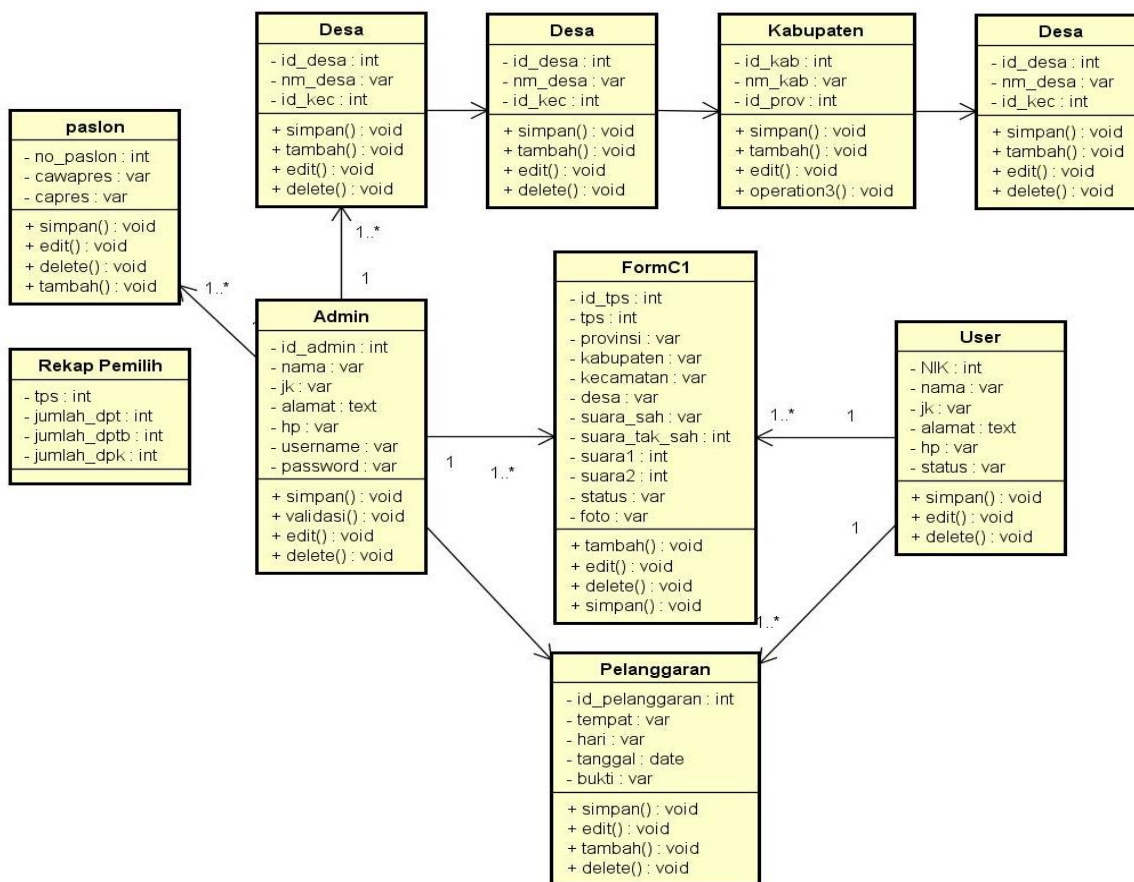 Desa
- id_desa : int
- nm_desa : var
- id_kec : int
+ simpan() : void
+ tambah() : void
+ edit() : void
+ delete() : void
Desa
- id_desa : int
- nm_desa : var
- id_kec : int
+ simpan() : void
+ tambah() : void
+ edit() : void
+ delete() : void
Kabupaten
- id_kab : int
- nm_kab : var
- id_prov : int
+ simpan() : void
+ tambah() : void
+ edit() : void
+ operation3() : void
Desa
- id_desa : int
- nm_desa : var
- id_kec : int
+ simpan() : void
+ tambah() : void
+ edit() : void
+ delete() : void
paslon
- no_paslon : int
- cawapres : var
- capres : var
+ simpan() : void
+ edit() : void
+ delete() : void
+ tambah() : void
1..*
1..*
1
Admin
- id_admin : int
- nama : var
- jk : var
- alamat : text
- hp : var
- username : var
- password : var
+ simpan() : void
+ validasi() : void
+ edit() : void
+ delete() : void
Rekap Pemilih
- tps : int
- jumlah_dpt : int
- jumlah_dptb : int
- jumlah_dpk : int
1
1..*
FormC1
- id_tps : int
- tps : int
- provinsi : var
- kabupaten : var
- kecamatan : var
- desa : var
- suara_sah : var
- suara_tak_sah : int
- suara1 : int
- suara2 : int
- status : var
- foto : var
+ tambah() : void
+ edit() : void
+ delete() : void
+ simpan() : void
1..*
1
User
- NIK : int
- nama : var
- jk : var
- alamat : text
- hp : var
- status : var
+ simpan() : void
+ edit() : void
+ delete() : void
1
1..*
Pelanggaran
- id_pelanggaran : int
- tempat : var
- hari : var
- tanggal : date
- bukti : var
+ simpan() : void
+ edit() : void
+ tambah() : void
+ delete() : void